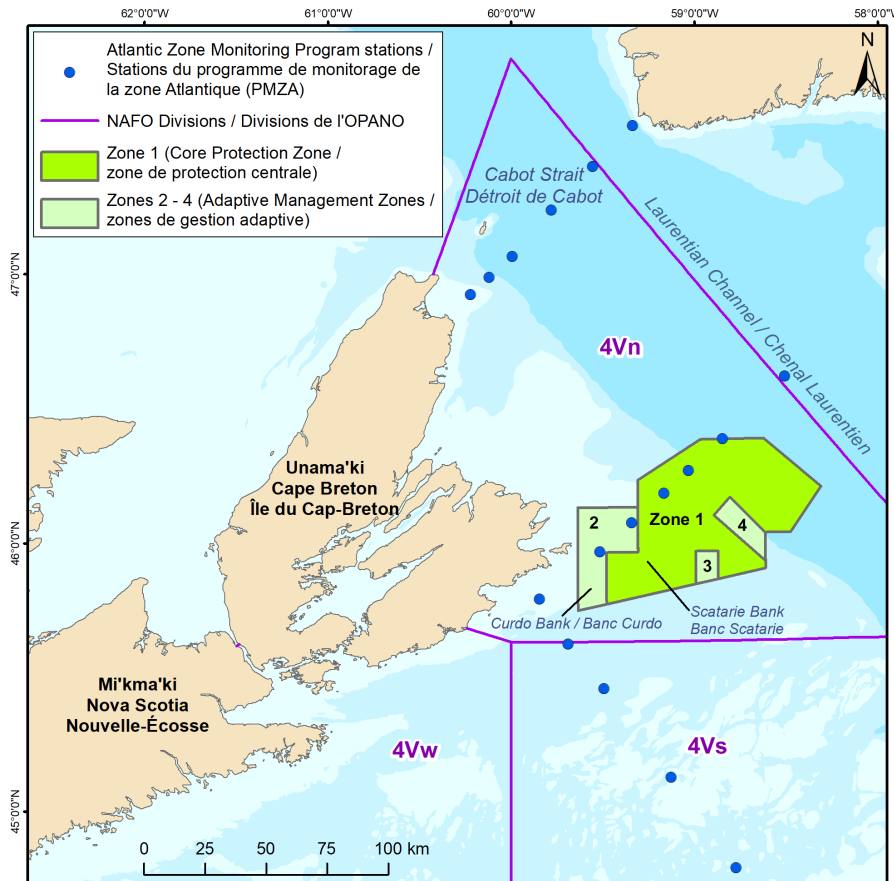 62°0'0"W
61°0'0"W
60°0'0"W
59°0'0"W
58°0'0"W
N
Atlantic Zone Monitoring Program stations /
Stations du programme de monitorage de
la zone Atlantique (PMZA)
NAFO Divisions / Divisions de l'OPANO
Zone 1 (Core Protection Zone /
zone de protection centrale)
Zones 2 - 4 (Adaptive Management Zones /
zones de gestion adaptive)
Cabot Strait
Détroit de Cabot
Laurentian Channel / Chenal Laurentien
47°0'0"N
4Vn
Unama'ki
Cape Breton
Île du Cap-Breton
2
Zone 1
4
3
46°0'0"N
Curdo Bank / Banc Curdo
Scatarie Bank
Banc Scatarie
Mi'kma'ki
Nova Scotia
Nouvelle-Écosse
4Vw
4Vs
45°0'0"N
0 25 50 75 100 km